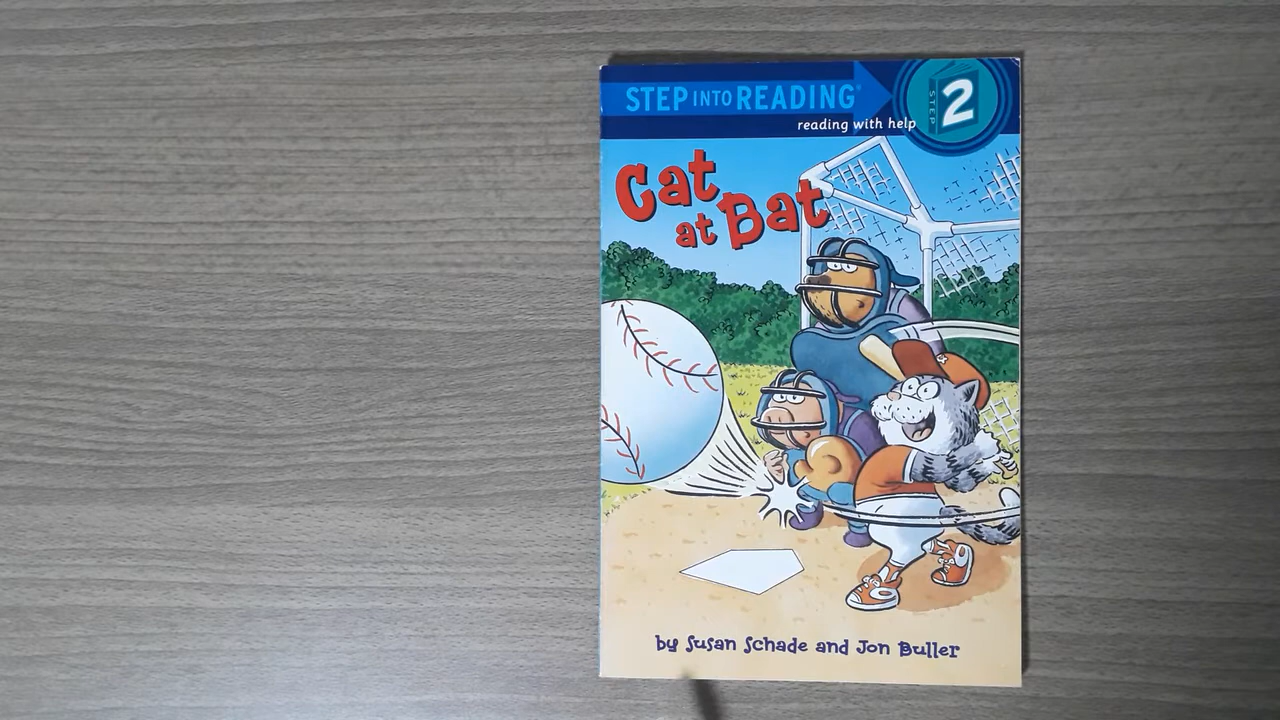 STEP INTO READING®
reading with help
STEP 2
Cat
at Bat
by Susan Schade and Jon Buller